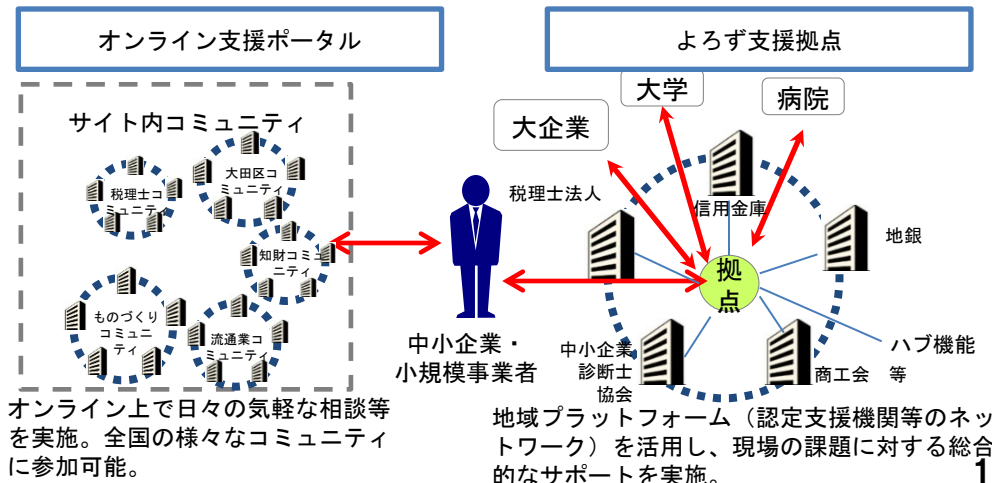 オンライン支援ポータル
よろず支援拠点
サイト内コミュニティ
税理士コ
ミュニティ
大田区コ
ミュニティ
知財コミュ
ニティ
ものづくり
コミュニ
ティ
流通業コ
ミュニティ
オンライン上で日々の気軽な相談等
を実施。全国の様々なコミュニティ
に参加可能。
中小企業・
小規模事業者
大企業
大学
病院
税理士法人
信用金庫
地銀
拠
点
中小企業
診断士
協会
商工会 等
ハブ機能
地域プラットフォーム（認定支援機関等のネッ
トワーク）を活用し、現場の課題に対する総合
的なサポートを実施。
1